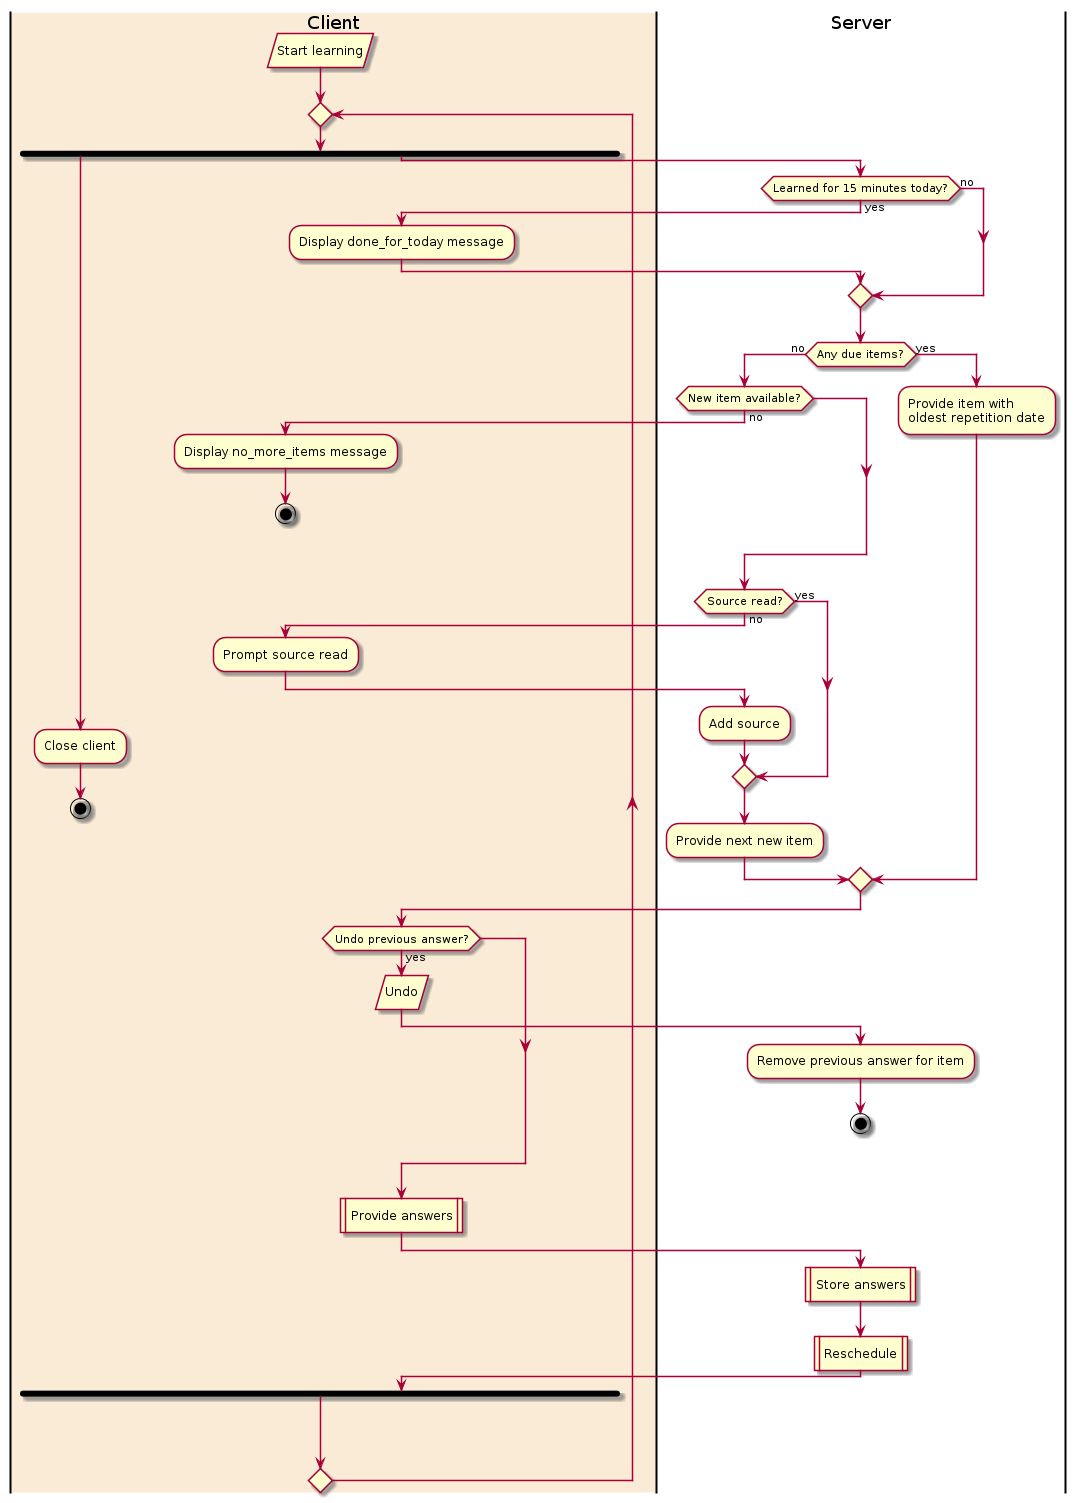 Client
Server
Start learning
Learned for 15 minutes today?
no
yes
Display done_for_today message
Any due items?
no
yes
New item available?
Provide item with
oldest repetition date
no
Display no_more_items message
Source read?
yes
no
Prompt source read
Add source
Close client
Provide next new item
Undo previous answer?
yes
Undo
Remove previous answer for item
Provide answers
Store answers
Reschedule